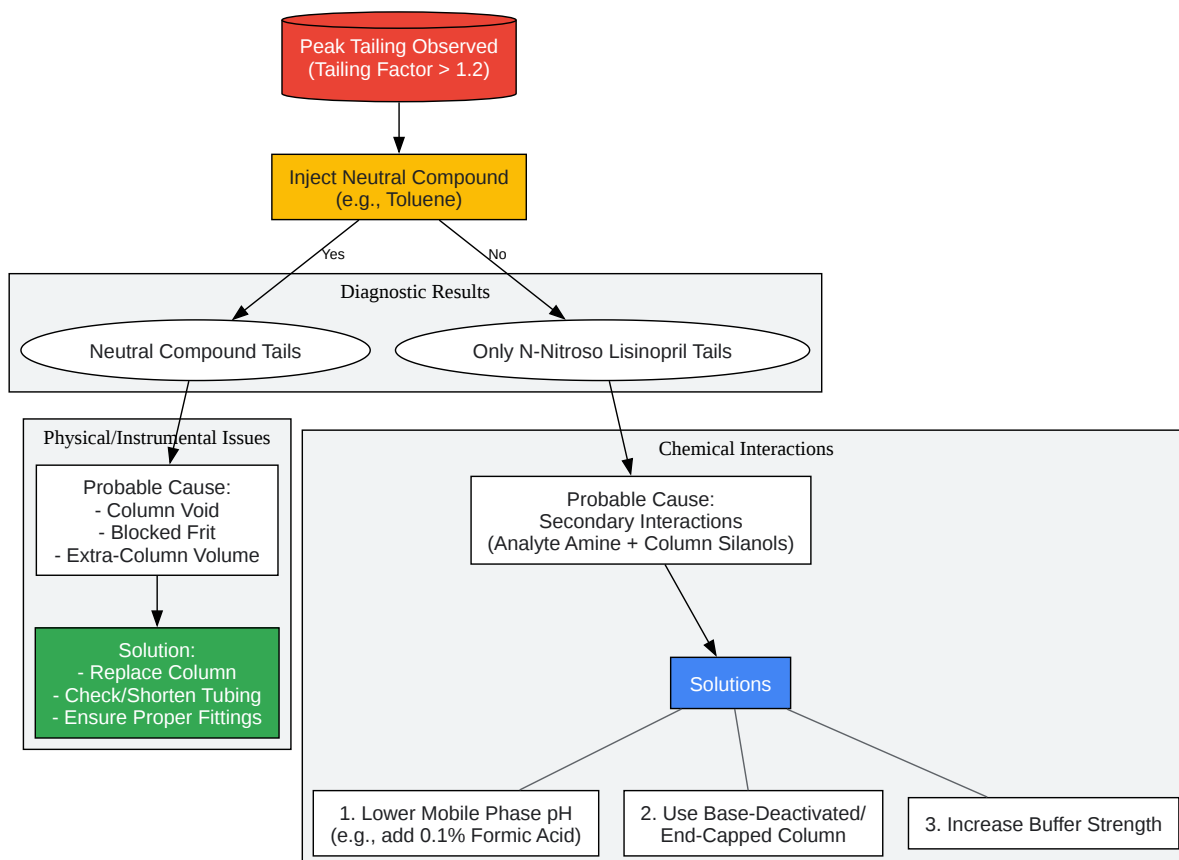 Peak Tailing Observed
(Tailing Factor > 1.2)
Inject Neutral Compound
(e.g., Toluene)
Yes
No
Diagnostic Results
Neutral Compound Tails
Only N-Nitroso Lisinopril Tails
Physical/Instrumental Issues
Probable Cause:
- Column Void
- Blocked Frit
- Extra-Column Volume
Solution:
- Replace Column
- Check/Shorten Tubing
- Ensure Proper Fittings
Chemical Interactions
Probable Cause:
Secondary Interactions
(Analyte Amine + Column Silanols)
Solutions
1. Lower Mobile Phase pH
(e.g., add 0.1% Formic Acid)
2. Use Base-Deactivated/
End-Capped Column
3. Increase Buffer Strength